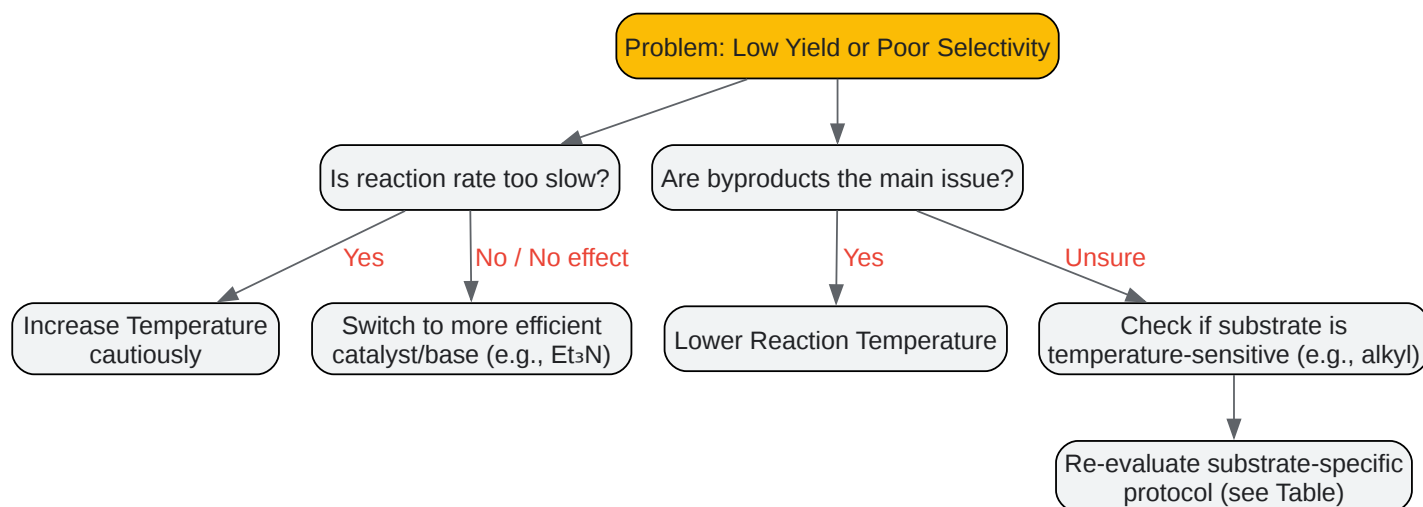 Problem: Low Yield or Poor Selectivity
Is reaction rate too slow?
Are byproducts the main issue?
Yes
No / No effect
Yes
Unsure
Increase Temperature
cautiously
Switch to more efficient
catalyst/base (e.g., Et₃N)
Lower Reaction Temperature
Check if substrate is
temperature-sensitive (e.g., alkyl)
Re-evaluate substrate-specific
protocol (see Table)